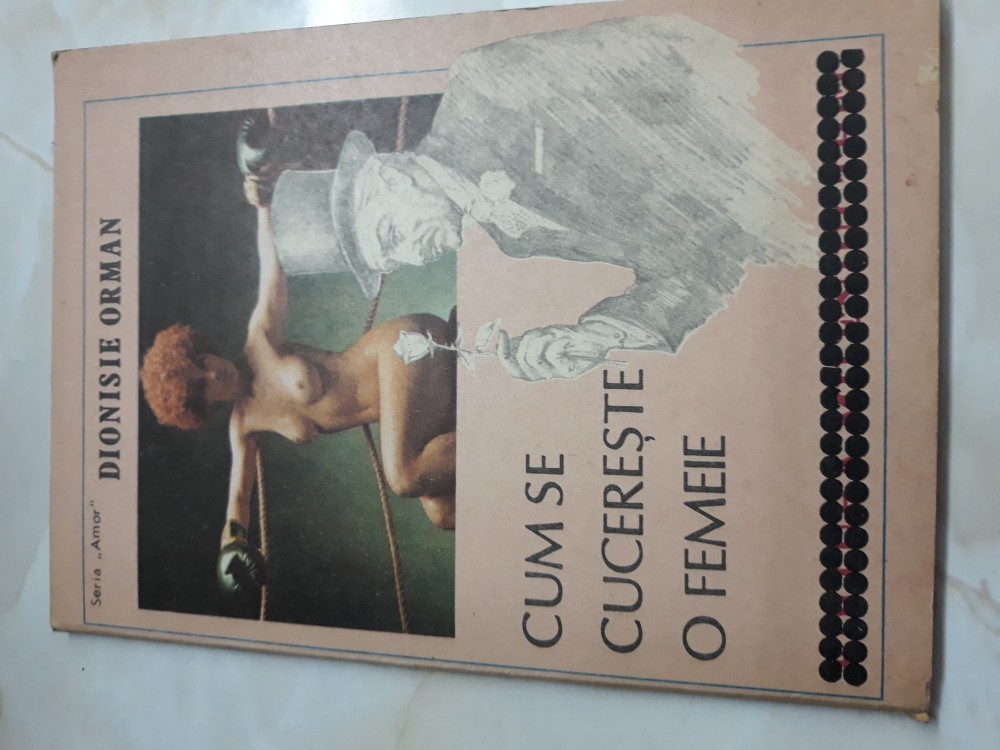 Seria „Amor"
DIONISIE ORMAN
CUM SE
CUCEREȘTE
O FEMEIE